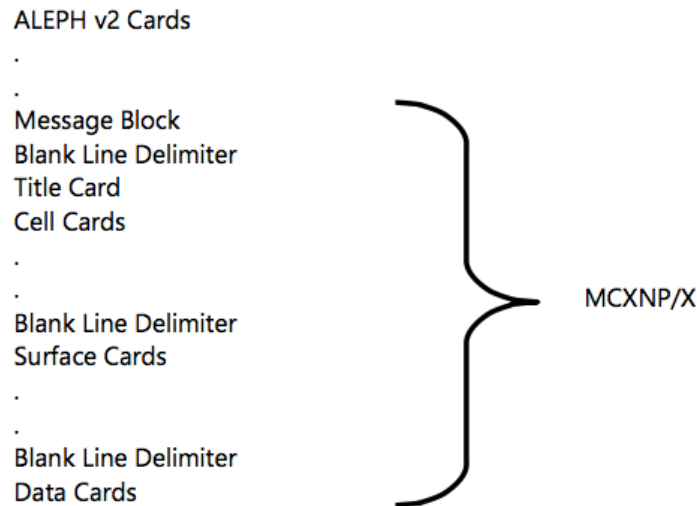 ALEPH v2 Cards
.
.
Message Block
Blank Line Delimiter
Title Card
Cell Cards
.
.
MCXNP/X
Blank Line Delimiter
Surface Cards
.
.
Blank Line Delimiter
Data Cards